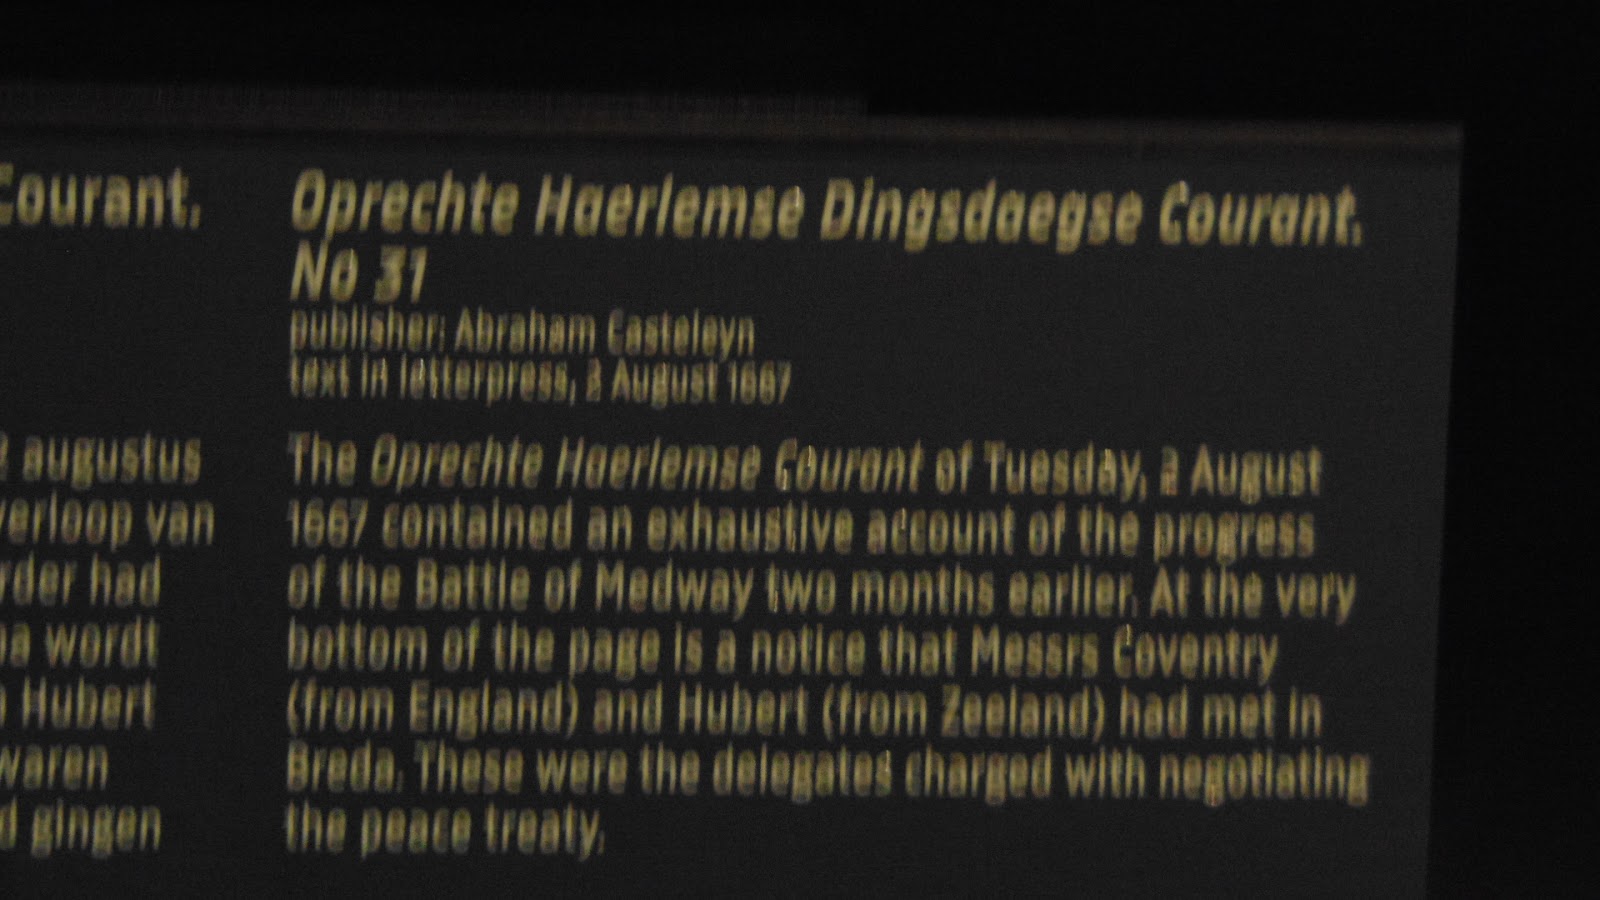 Courant.
augustus
verloop van
had
wordt
Hubert
waren
gingen
Oprechte Haerlemse Dingsdaegse Courant.
No 31
publisher: Abraham Casteleyn
text in letterpress, 2 August 1667
The Oprechte Haerlemse Courant of Tuesday, 2 August
1667 contained an exhaustive account of the progress
of the Battle of Medway two months earlier. At the very
bottom of the page is a notice that Messrs Coventry
(from England) and Hubert (from Zeeland) had met in
Breda. These were the delegates charged with negotiating
the peace treaty.